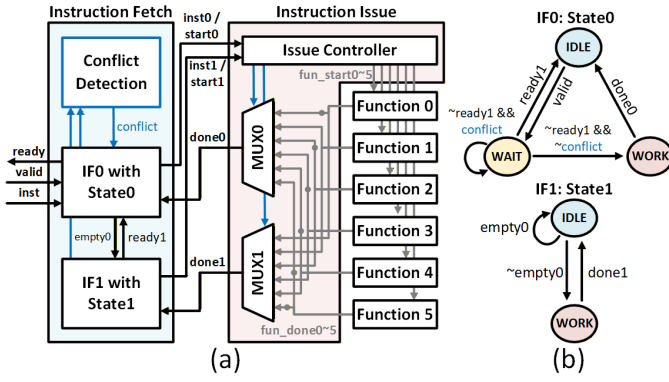 Instruction Fetch
inst0 /
start0
Instruction Issue
IF0: State0
Conflict
Detection
inst1 /
start1
Issue Controller
fun_start0~5
IDLE
ready1
valid
done0
conflict
MUX0
Function 0
Function 1
Function 2
Function 3
Function 4
Function 5
~ready1 &&
conflict
~ready1 &&
~conflict
WAIT
WORK
ready
valid
inst
done0
IF0 with
State0
empty0
ready1
IF1 with
State1
done1
MUX1
fun_done0~5
IF1: State1
IDLE
empty0
~empty0
done1
WORK
(a)
(b)